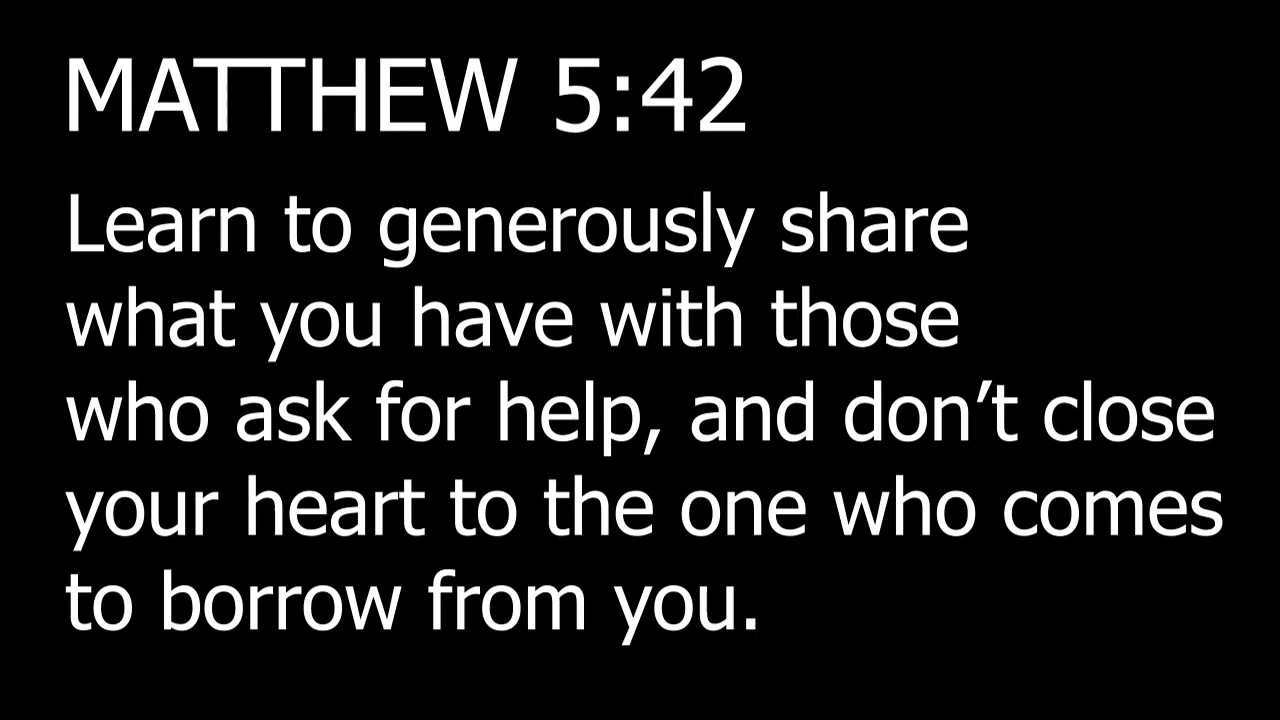 MATTHEW 5:42
Learn to generously share
what you have with those
who ask for help, and don’t close
your heart to the one who comes
to borrow from you.